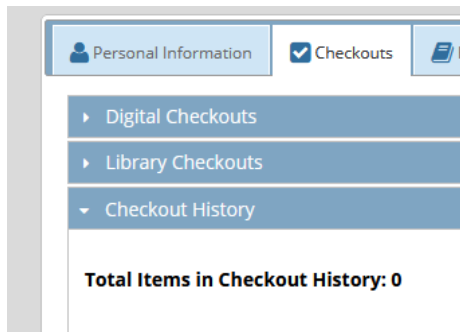 Personal Information Checkouts
Digital Checkouts
Library Checkouts
Checkout History
Total Items in Checkout History: 0